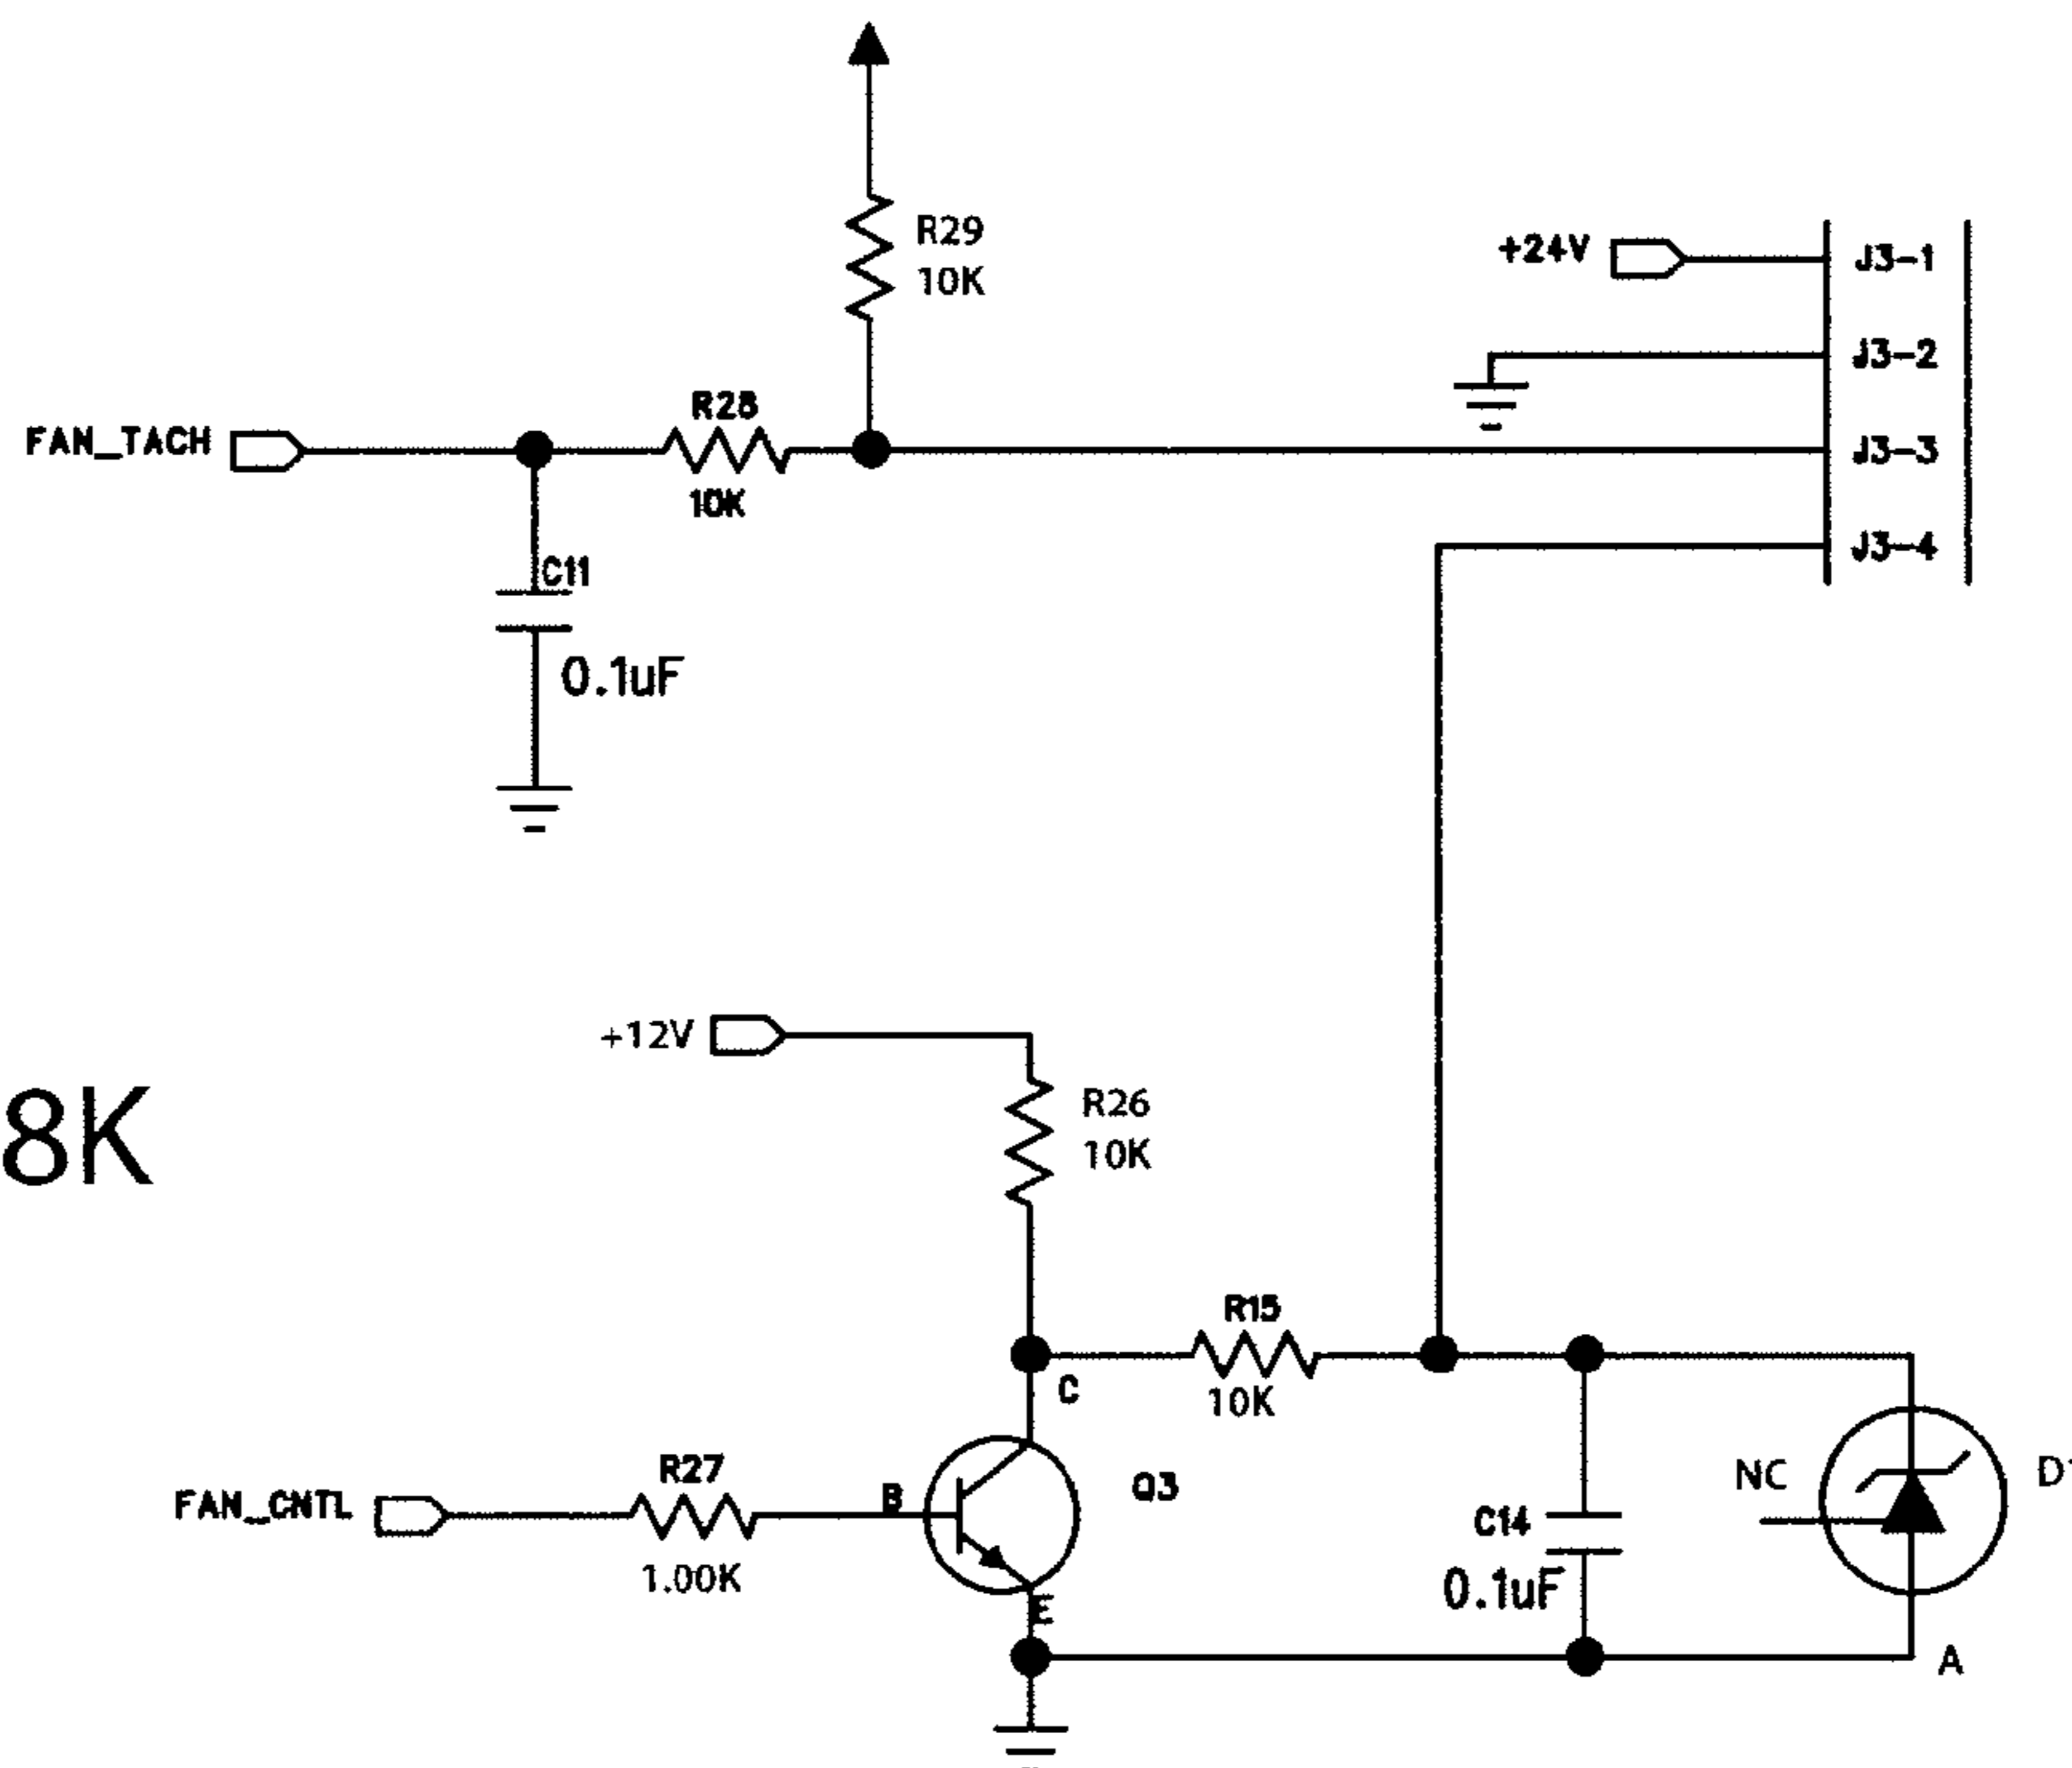 R29
10K
+24V
J3-1
J3-2
R28
FAN_TACH
J3-3
10K
J3-4
C11
0.1uF
+12V
8K
R26
10K
R15
C
10K
R27
B
Q3
NC
FAN_CNTL
C14
1.00K
0.1uF
E
A